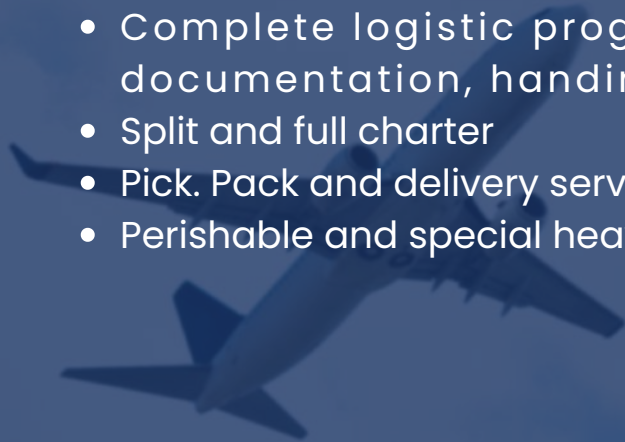 • Complete logistic prog
documentation, handin
• Split and full charter
• Pick. Pack and delivery serv
• Perishable and special hea